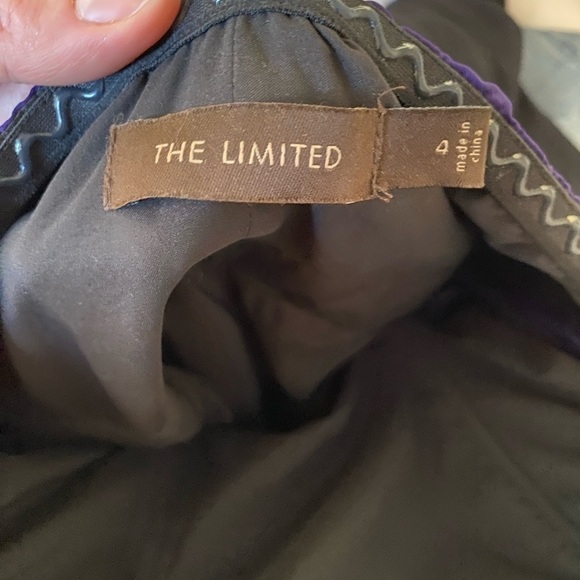 THE LIMITED
4
made in
china